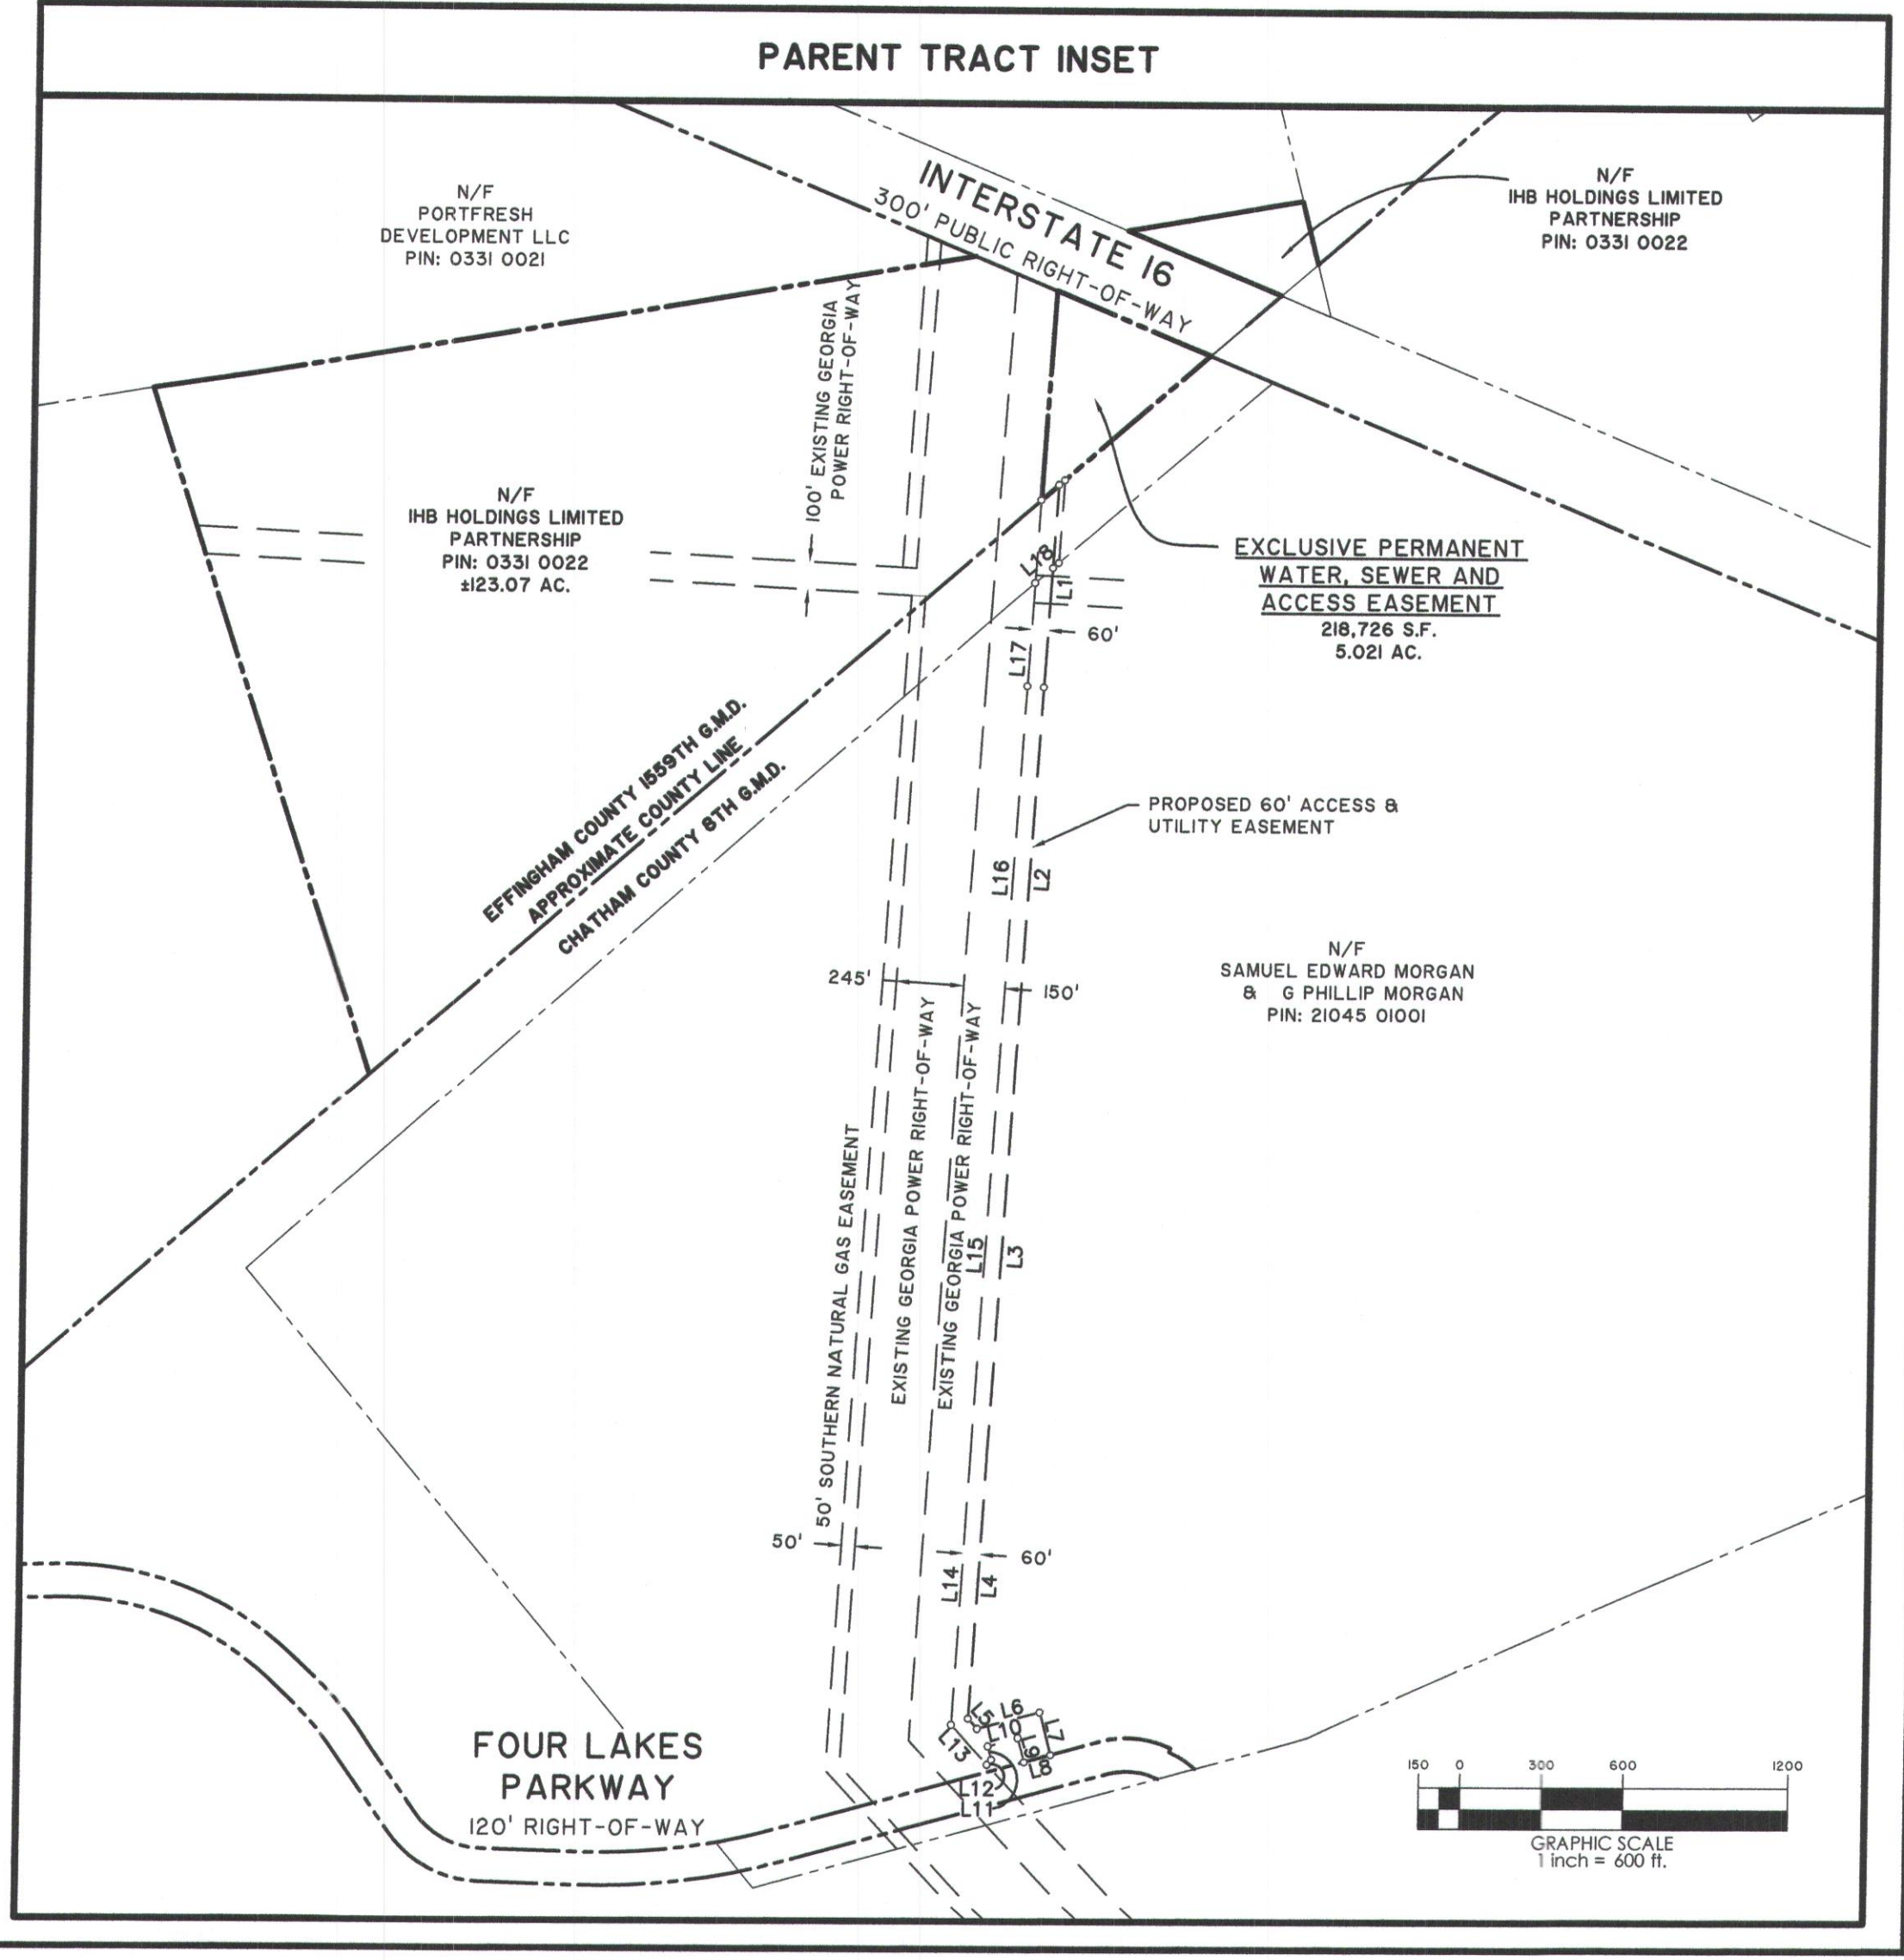 PARENT TRACT INSET
N/F
PORTFRESH
DEVELOPMENT LLC
PIN: 0331 0021
INTERSTATE 16
300' PUBLIC RIGHT-OF-WAY
N/F
IHB HOLDINGS LIMITED
PARTNERSHIP
PIN: 0331 0022
100' EXISTING GEORGIA
POWER RIGHT-OF-WAY
N/F
IHB HOLDINGS LIMITED
PARTNERSHIP
PIN: 0331 0022
±123.07 AC.
EXCLUSIVE PERMANENT
WATER, SEWER AND
ACCESS EASEMENT
218,726 S.F.
5.021 AC.
L18
L1
60'
L17
EFFINGHAM COUNTY 1559TH G.M.D.
APPROXIMATE COUNTY LINE
CHATHAM COUNTY 8TH G.M.D.
PROPOSED 60' ACCESS &
UTILITY EASEMENT
L16
L2
N/F
SAMUEL EDWARD MORGAN
& G PHILLIP MORGAN
PIN: 21045 01001
245'
150'
50' SOUTHERN NATURAL GAS EASEMENT
EXISTING GEORGIA POWER RIGHT-OF-WAY
EXISTING GEORGIA POWER RIGHT-OF-WAY
L15
L3
50'
60'
L14
L4
L5
L6
L10
L7
L9
L13
L8
L12
L11
FOUR LAKES
PARKWAY
120' RIGHT-OF-WAY
150 0 300 600 1200
GRAPHIC SCALE
1 inch = 600 ft.